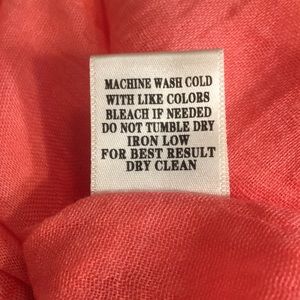 MACHINE WASH COLD
WITH LIKE COLORS
BLEACH IF NEEDED
DO NOT TUMBLE DRY
IRON LOW
FOR BEST RESULT
DRY CLEAN